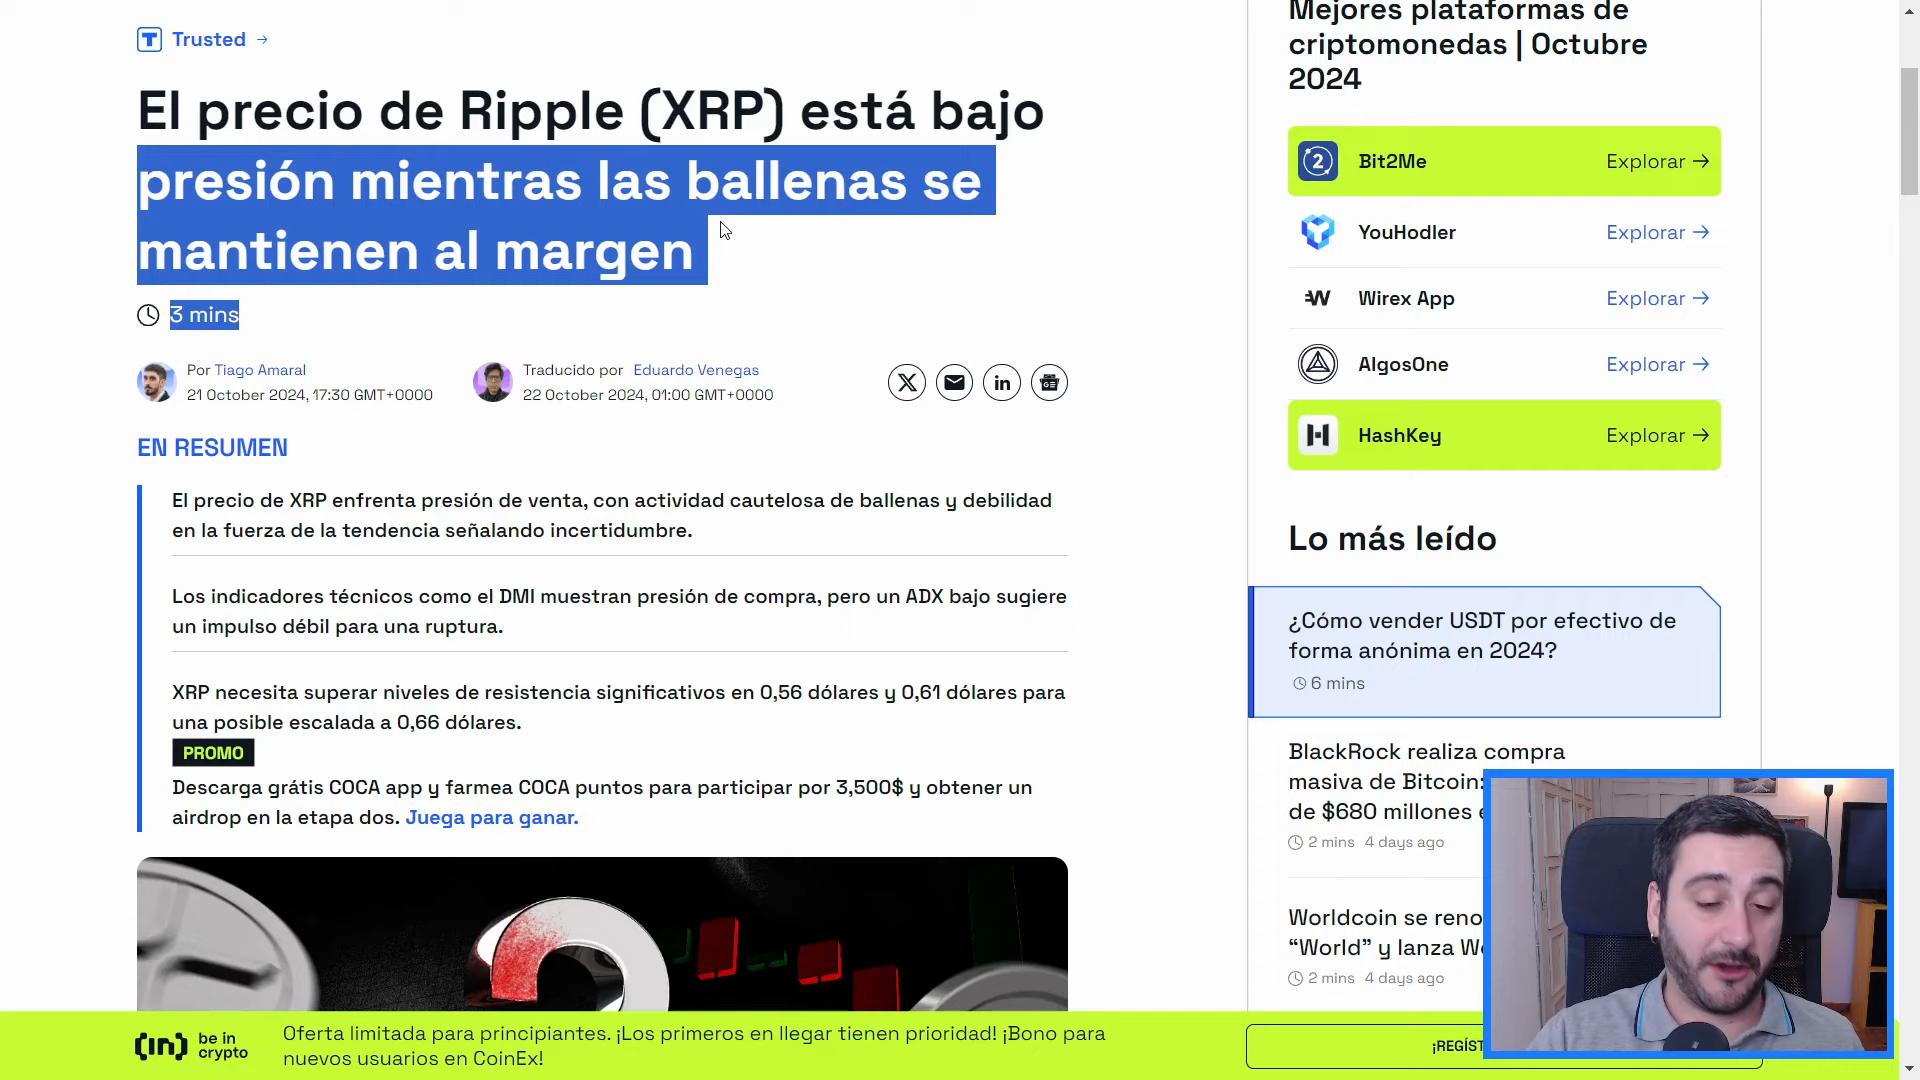 Trusted →
El precio de Ripple (XRP) está bajo
presión mientras las ballenas se
mantienen al margen
3 mins
Por Tiago Amaral
21 October 2024, 17:30 GMT+0000
Traducido por Eduardo Venegas
22 October 2024, 01:00 GMT+0000
EN RESUMEN
El precio de XRP enfrenta presión de venta, con actividad cautelosa de ballenas y debilidad
en la fuerza de la tendencia señalando incertidumbre.
Los indicadores técnicos como el DMI muestran presión de compra, pero un ADX bajo sugiere
un impulso débil para una ruptura.
XRP necesita superar niveles de resistencia significativos en 0,56 dólares y 0,61 dólares para
una posible escalada a 0,66 dólares.
PROMO
Descarga grátis COCA app y farmea COCA puntos para participar por 3,500$ y obtener un
airdrop en la etapa dos. Juega para ganar.
Mejores plataformas de
criptomonedas | Octubre
2024
Bit2Me Explorar →
YouHodler Explorar →
Wirex App Explorar →
AlgosOne Explorar →
HashKey Explorar →
Lo más leído
¿Cómo vender USDT por efectivo de
forma anónima en 2024?
6 mins
BlackRock realiza compra
masiva de Bitcoin:
de $680 millones
2 mins 4 days ago
Worldcoin se reno
“World” y lanza
2 mins 4 days ago
be in
crypto
Oferta limitada para principiantes. ¡Los primeros en llegar tienen prioridad! ¡Bono para
nuevos usuarios en CoinEx!
¡REGÍST